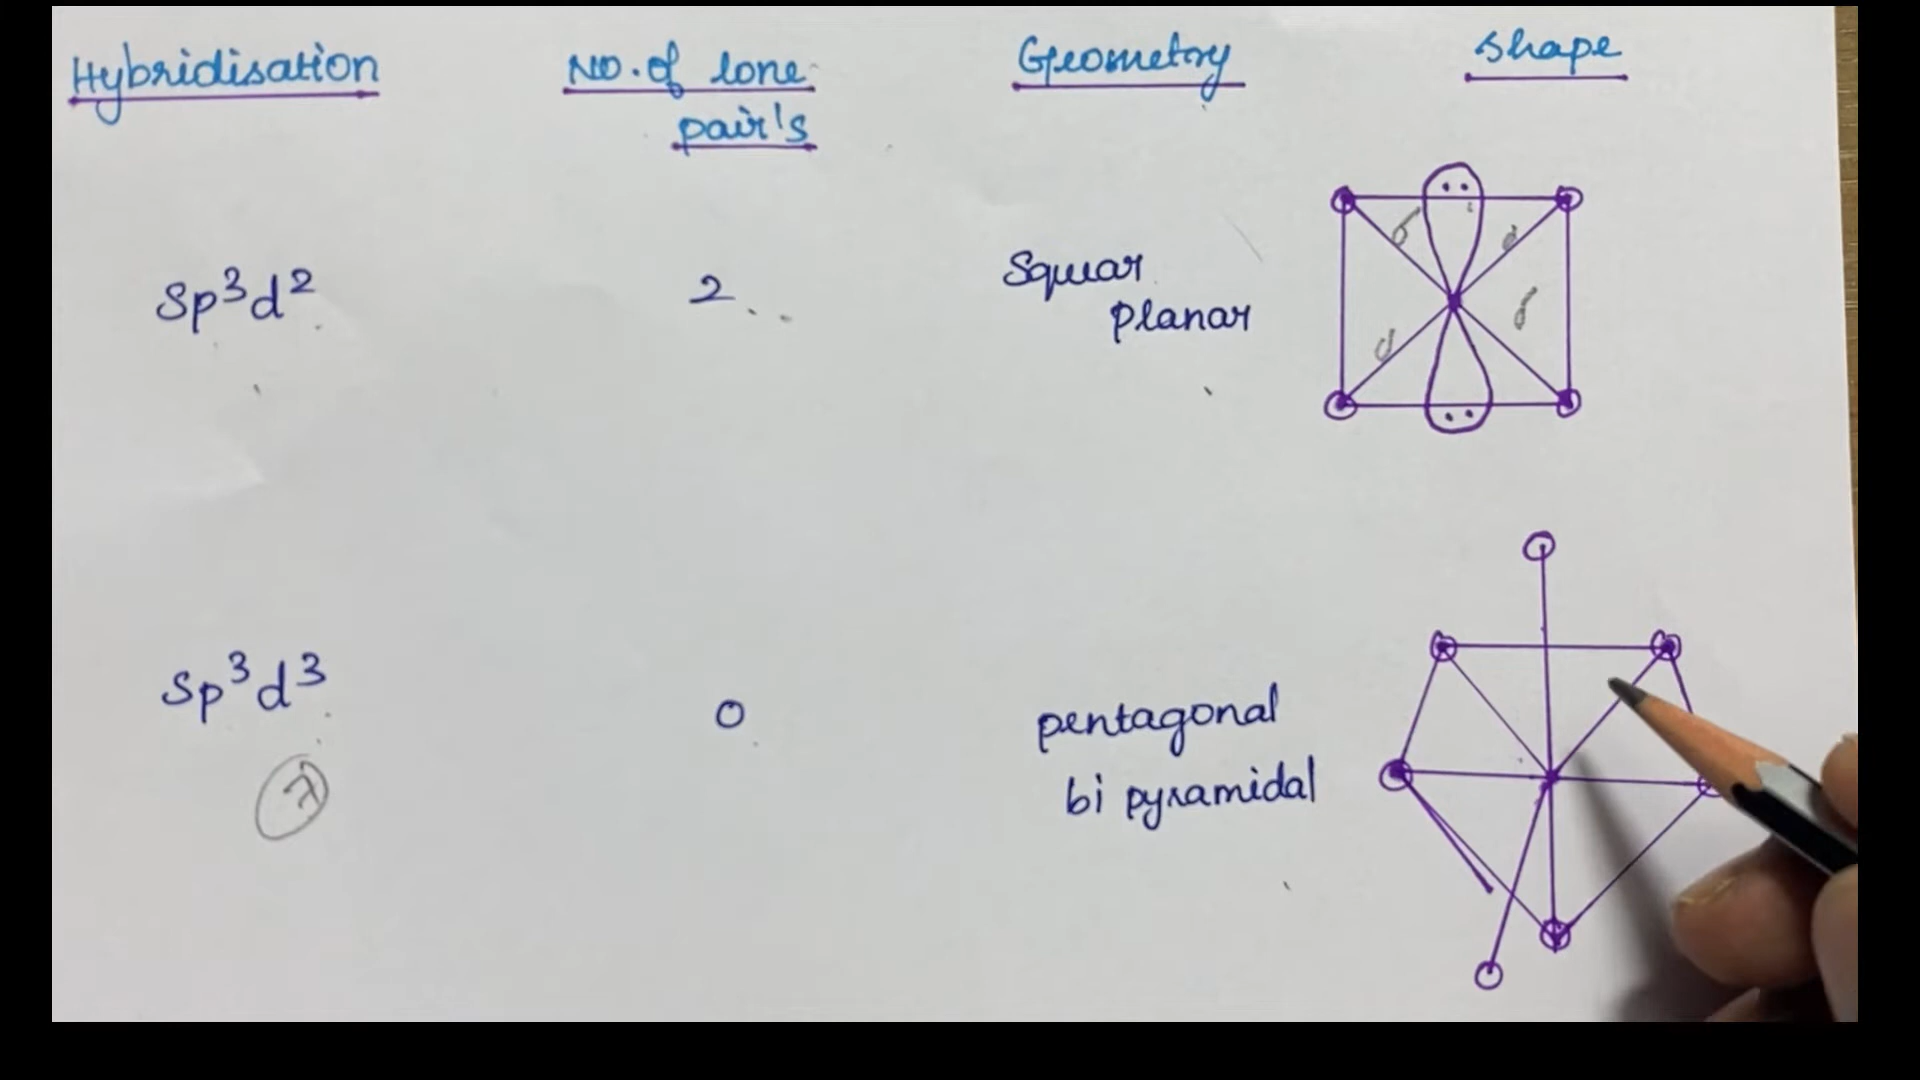 Hybridisation
No. of lone
pair's
Geometry
Shape
Sp³d²
2
Squar
planar
σ σ
σ σ
Sp³d³
7
0
pentagonal
bi pyramidal